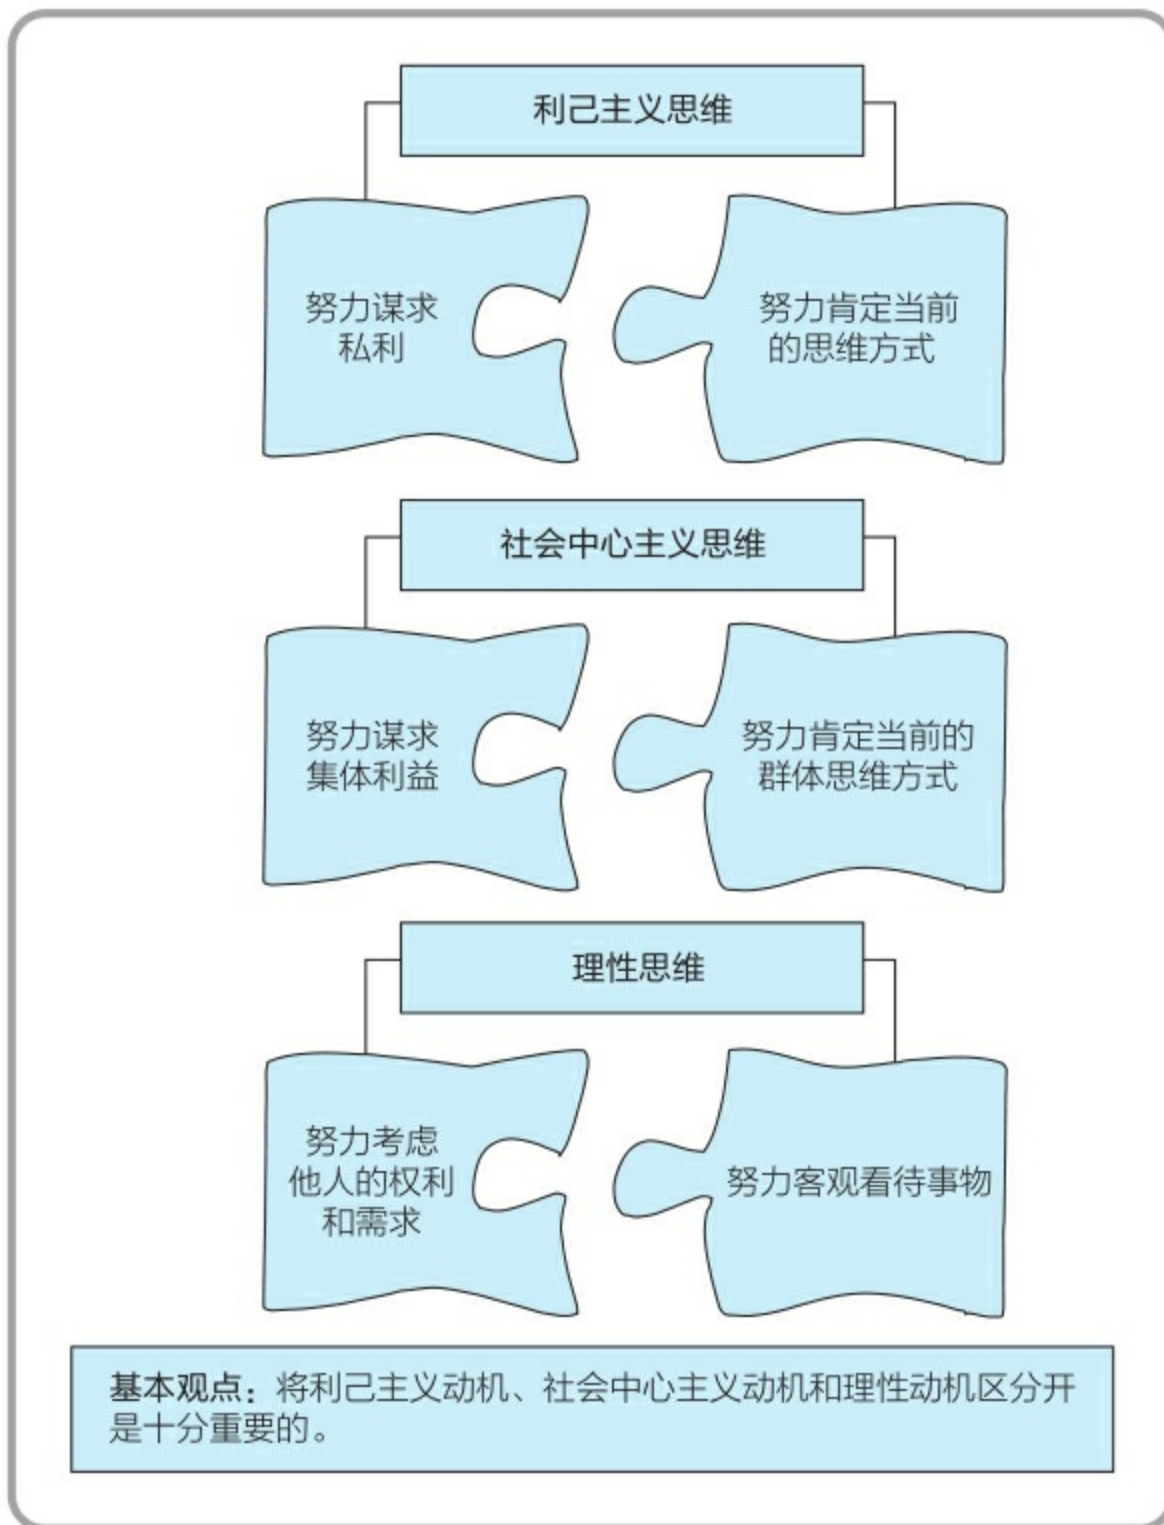 利己主义思维
努力谋求
私利
努力肯定当前
的思维方式
社会中心主义思维
努力谋求
集体利益
努力肯定当前的
群体思维方式
理性思维
努力考虑
他人的权利
和需求
努力客观看待事物
基本观点：将利己主义动机、社会中心主义动机和理性动机区分开
是十分重要的。